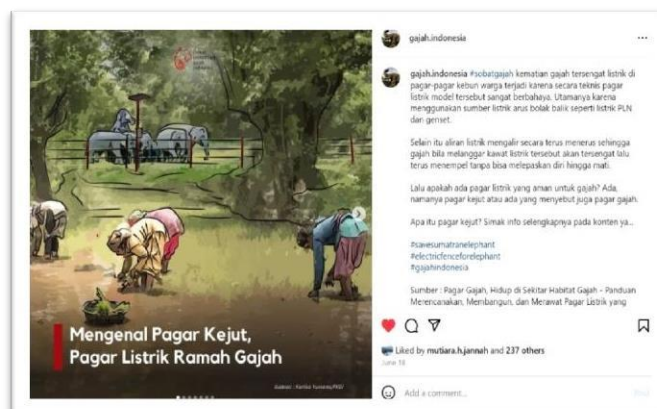 Mengenal Pagar Kejut,
Pagar Listrik Ramah Gajah
gajah.indonesia
gajah.indonesia #sobatgajah kematian gajah tersengat listrik di
pagar-pagar kebun warga terjadi karena secara teknis pagar
listrik model tersebut sangat berbahaya. Utamanya karena
menggunakan sumber listrik arus bolak balik seperti listrik PLN
dan genset.
Selain itu aliran listrik mengalir secara terus menerus sehingga
gajah bila melanggar kawat listrik tersebut akan tersengat lalu
terus menempel tanpa bisa melepaskan diri hingga mati.
Lalu apakah ada pagar listrik yang aman untuk gajah? Ada,
namanya pagar kejut atau ada yang menyebut juga pagar gajah.
Apa itu pagar kejut? Simak info selengkapnya pada konten ya...
#savesumatranelephant
#electricfenceforelephant
#gajahindonesia
Sumber : Pagar Gajah, Hidup di Sekitar Habitat Gajah - Panduan
Merencanakan, Membangun, dan Merawat Pagar Listrik yang
Liked by mutiara.h.jannah and 237 others
June
Add a comment...